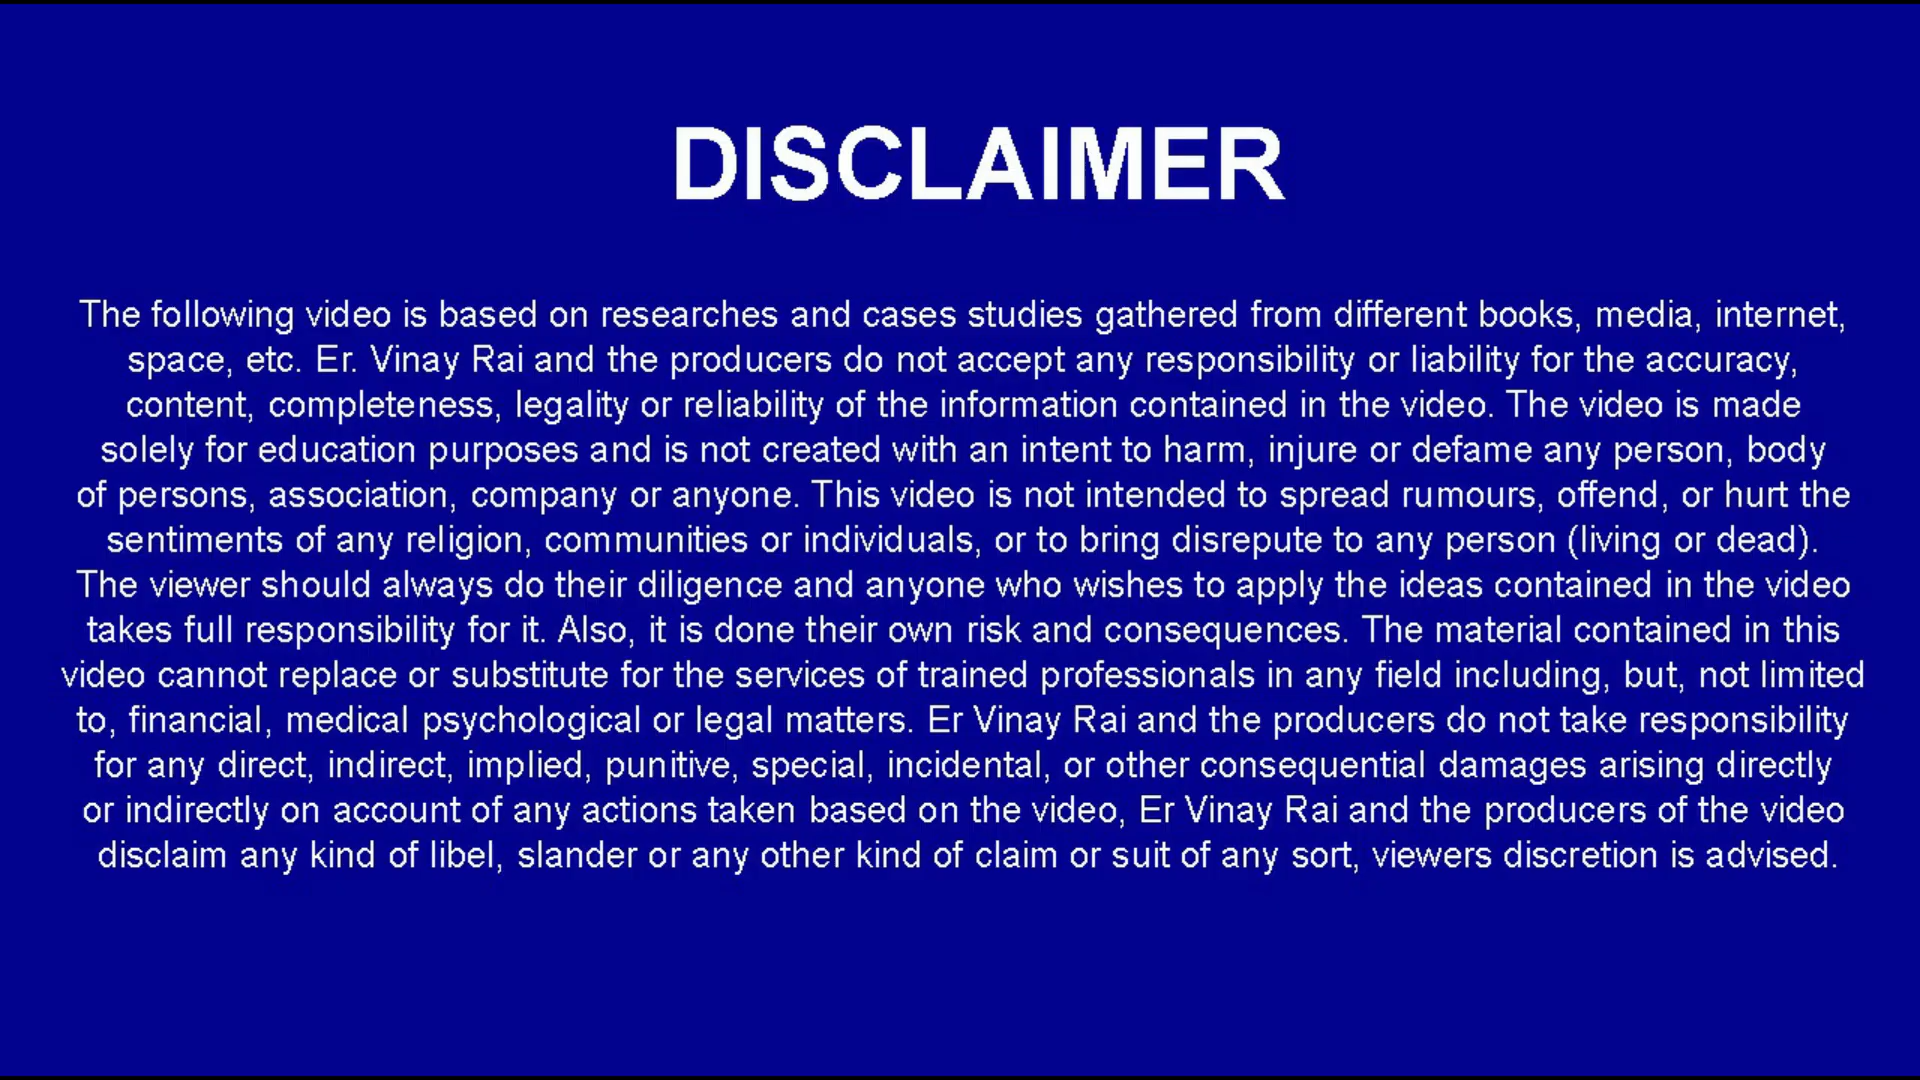 DISCLAIMER
The following video is based on researches and cases studies gathered from different books, media, internet,
space, etc. Er. Vinay Rai and the producers do not accept any responsibility or liability for the accuracy,
content, completeness, legality or reliability of the information contained in the video. The video is made
solely for education purposes and is not created with an intent to harm, injure or defame any person, body
of persons, association, company or anyone. This video is not intended to spread rumours, offend, or hurt the
sentiments of any religion, communities or individuals, or to bring disrepute to any person (living or dead).
The viewer should always do their diligence and anyone who wishes to apply the ideas contained in the video
takes full responsibility for it. Also, it is done their own risk and consequences. The material contained in this
video cannot replace or substitute for the services of trained professionals in any field including, but, not limited
to, financial, medical psychological or legal matters. Er Vinay Rai and the producers do not take responsibility
for any direct, indirect, implied, punitive, special, incidental, or other consequential damages arising directly
or indirectly on account of any actions taken based on the video, Er Vinay Rai and the producers of the video
disclaim any kind of libel, slander or any other kind of claim or suit of any sort, viewers discretion is advised.